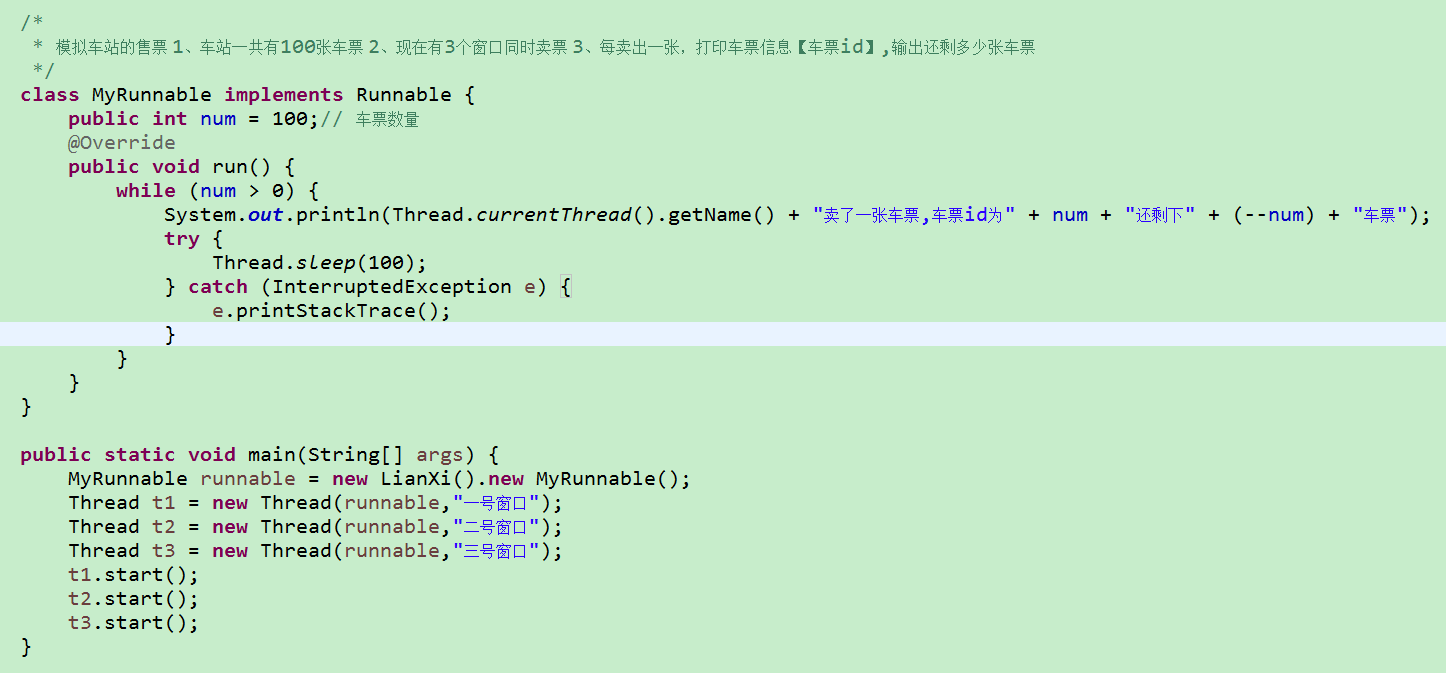 /*
 * 模拟车站的售票 1、车站一共有100张车票 2、现在有3个窗口同时卖票 3、每卖出一张，打印车票信息【车票id】,输出还剩多少张车票
 */
class MyRunnable implements Runnable {
    public int num = 100;// 车票数量
    @Override
    public void run() {
        while (num > 0) {
            System.out.println(Thread.currentThread().getName() + "卖了一张车票,车票id为" + num + "还剩下" + (--num) + "车票");
            try {
                Thread.sleep(100);
            } catch (InterruptedException e) {
                e.printStackTrace();
            }
        }
    }
}
public static void main(String[] args) {
    MyRunnable runnable = new LianXi().new MyRunnable();
    Thread t1 = new Thread(runnable,"一号窗口");
    Thread t2 = new Thread(runnable,"二号窗口");
    Thread t3 = new Thread(runnable,"三号窗口");
    t1.start();
    t2.start();
    t3.start();
}